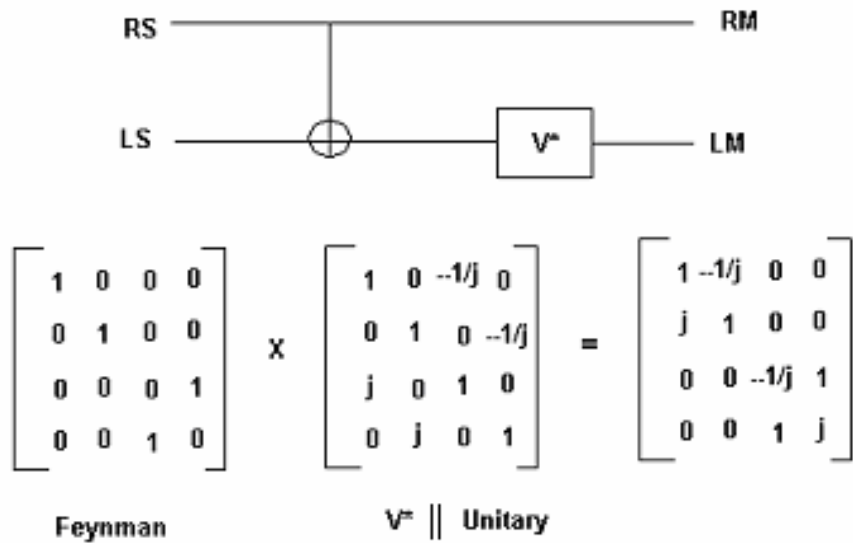 RS RM
LS V* LM
1 0 0 0
0 1 0 0
0 0 0 1
0 0 1 0
X
1 0 --1/j 0
0 1 0 --1/j
j 0 1 0
0 j 0 1
=
1 --1/j 0 0
j 1 0 0
0 0 --1/j 1
0 0 1 j
Feynman V* || Unitary